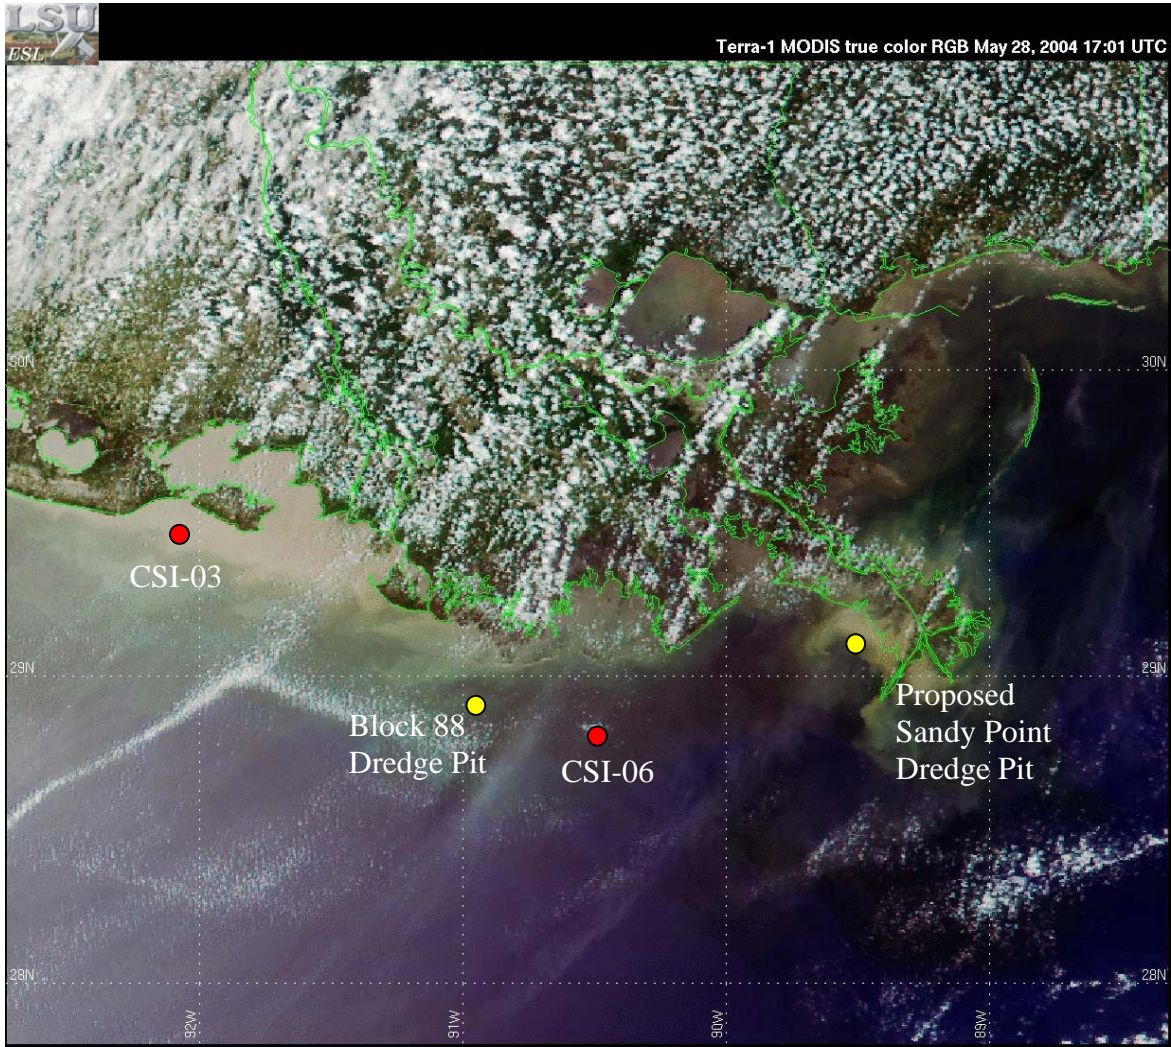 LSU
ESL
Terra-1 MODIS true color RGB May 28, 2004 17:01 UTC
30N
30N
CSI-03
29N
29N
Block 88
Dredge Pit
CSI-06
Proposed
Sandy Point
Dredge Pit
28N
28N
92W
91W
90W
89W